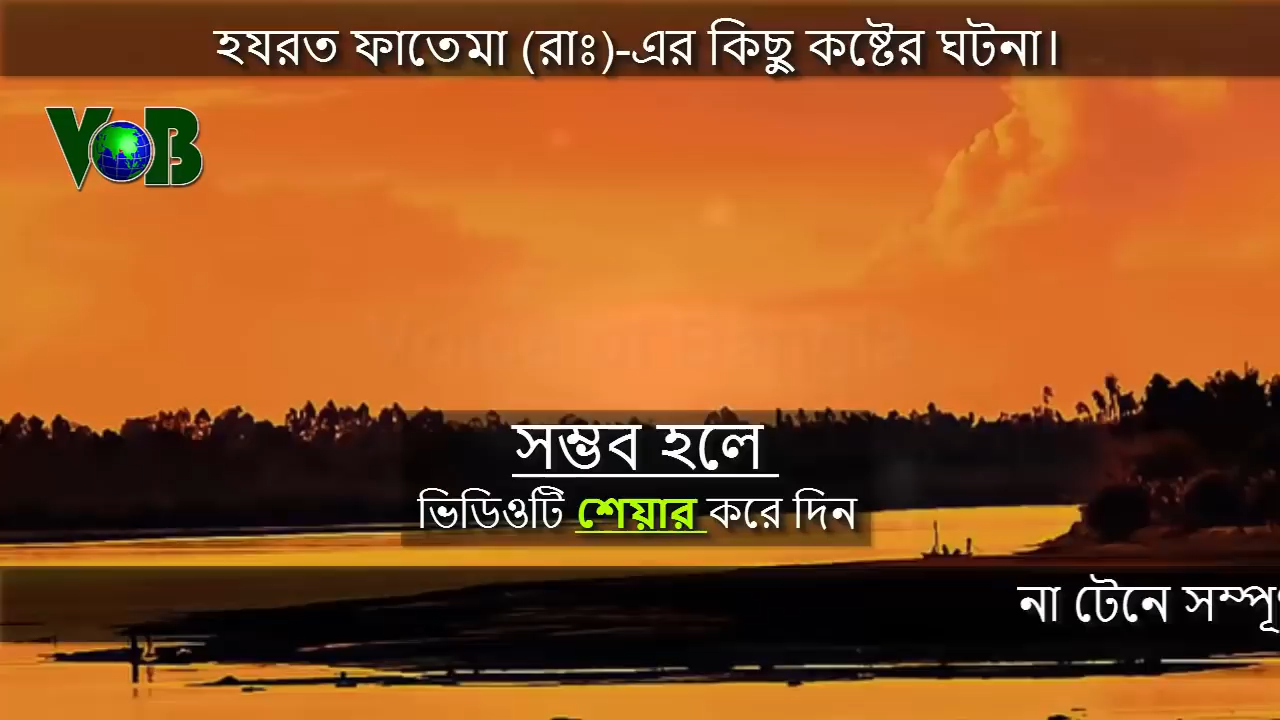 হযরত ফাতেমা (রাঃ)-এর কিছু কষ্টের ঘটনা।
VOB
সম্ভব হলে
ভিডিওটি শেয়ার করে দিন
না টেনে